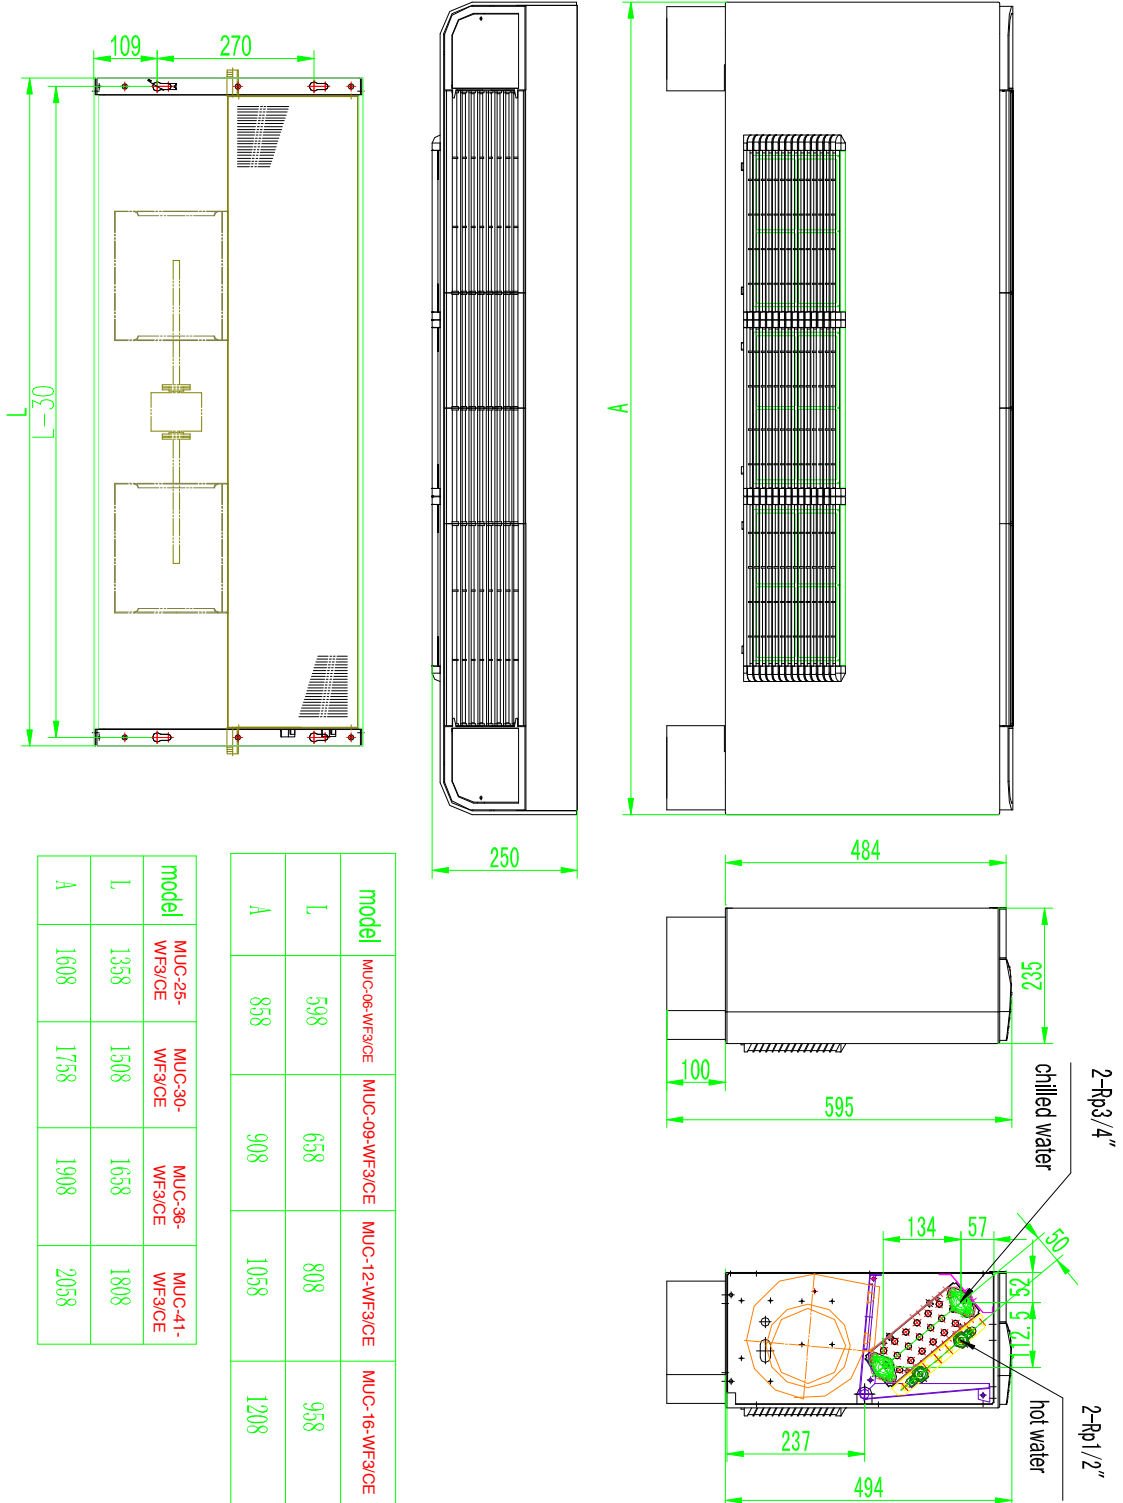 109
270
L-30
L
A
250
484
235
100
595
2-Rp3/4"
chilled water
134
57
50
52
112.5
2-Rp1/2"
hot water
237
494
model MUC-06-WF3/CE MUC-09-WF3/CE MUC-12-WF3/CE MUC-16-WF3/CE
L 598 658 808 958
A 858 908 1058 1208
model MUC-25-WF3/CE MUC-30-WF3/CE MUC-36-WF3/CE MUC-41-WF3/CE
L 1358 1508 1658 1808
A 1608 1758 1908 2058